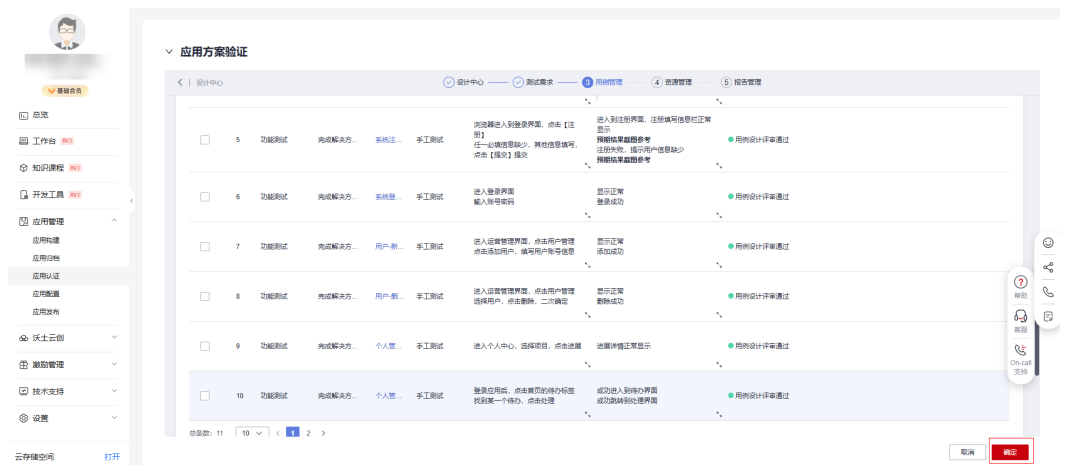 基础会员
总览
工作台 热门
知识课程 热门
开发工具 热门
应用管理
应用构建
应用归档
应用认证
应用配置
应用发布
沃土云创
激励管理
技术支持
设置
云存储空间 打开
应用方案验证
设计中心
设计中心
测试需求
3 用例管理
4 资源管理
5 报告管理
5 功能测试 完成解决方... 系统注... 手工测试
浏览器进入到登录界面，点击【注
册】
任一必填信息缺少，其他信息填写，
点击【提交】提交
进入到注册界面，注册填写信息栏正常
显示
预期结果截图参考
注册失败，提示用户信息缺少
预期结果截图参考
用例设计评审通过
6 功能测试 完成解决方... 系统登... 手工测试
进入登录界面
输入账号密码
显示正常
登录成功
用例设计评审通过
7 功能测试 完成解决方... 用户-新... 手工测试
进入运营管理界面，点击用户管理
点击添加用户，填写用户账号信息
显示正常
添加成功
用例设计评审通过
8 功能测试 完成解决方... 用户-删... 手工测试
进入运营管理界面，点击用户管理
选择用户，点击删除，二次确定
显示正常
删除成功
用例设计评审通过
9 功能测试 完成解决方... 个人管... 手工测试
进入个人中心，选择项目，点击进展
进展详情正常显示
用例设计评审通过
10 功能测试 完成解决方... 个人管... 手工测试
登录应用后，点击首页的待办标签
找到某一个待办，点击处理
成功进入到待办界面
成功跳转到处理界面
用例设计评审通过
总条数：11 10 < 1 2 >
取消 确定
帮助
客服
On-call
支持